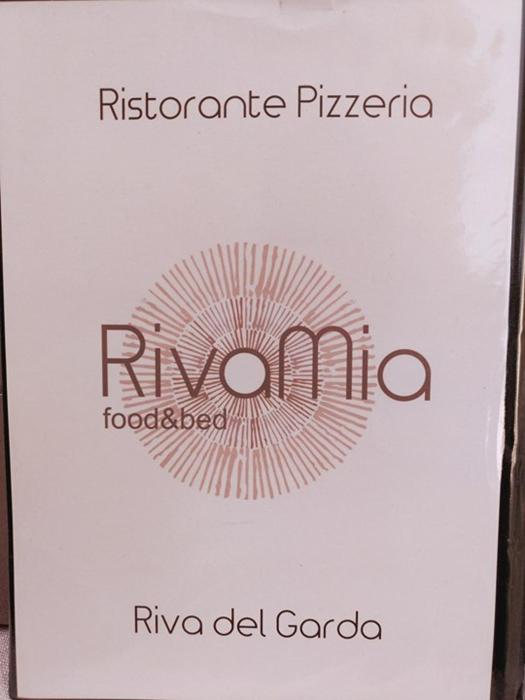 Ristorante Pizzeria
RivaMia
food&bed
Riva del Garda